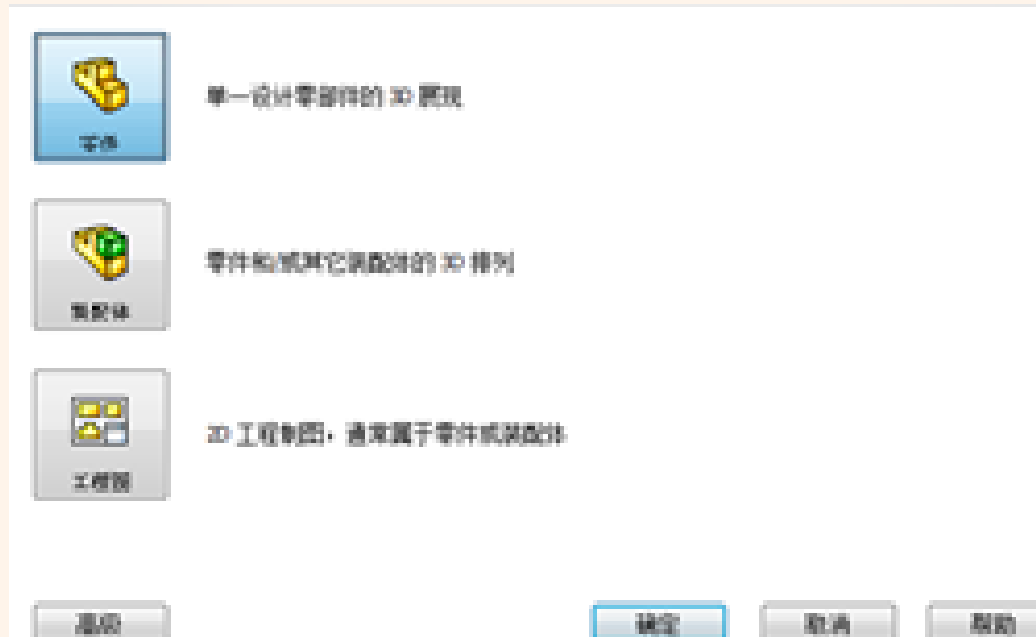 零件
单一设计零部件的 3D 展现
装配体
零件和/或其它装配体的 3D 排列
工程图
2D 工程制图，通常属于零件或装配体
高级
确定
取消
帮助